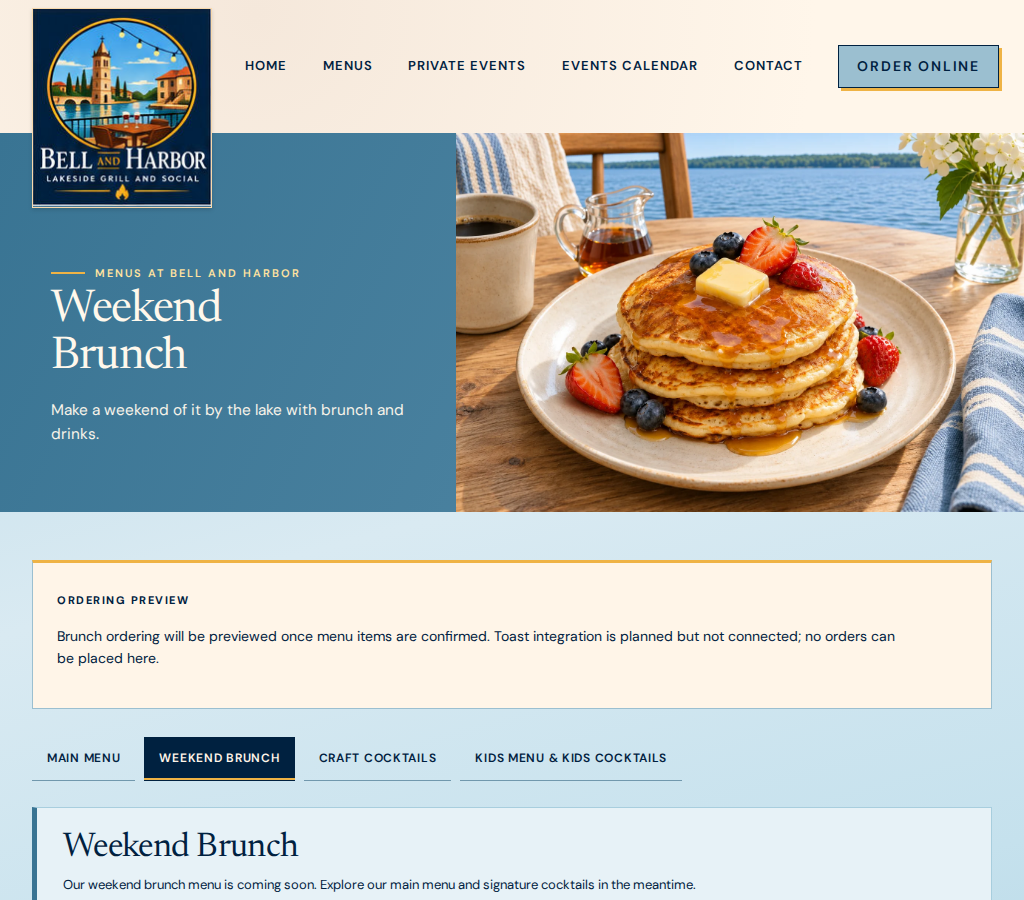 BELL AND HARBOR
LAKESIDE GRILL AND SOCIAL
HOME
MENUS
PRIVATE EVENTS
EVENTS CALENDAR
CONTACT
ORDER ONLINE
MENUS AT BELL AND HARBOR
Weekend
Brunch
Make a weekend of it by the lake with brunch and
drinks.
ORDERING PREVIEW
Brunch ordering will be previewed once menu items are confirmed. Toast integration is planned but not connected; no orders can
be placed here.
MAIN MENU
WEEKEND BRUNCH
CRAFT COCKTAILS
KIDS MENU & KIDS COCKTAILS
Weekend Brunch
Our weekend brunch menu is coming soon. Explore our main menu and signature cocktails in the meantime.